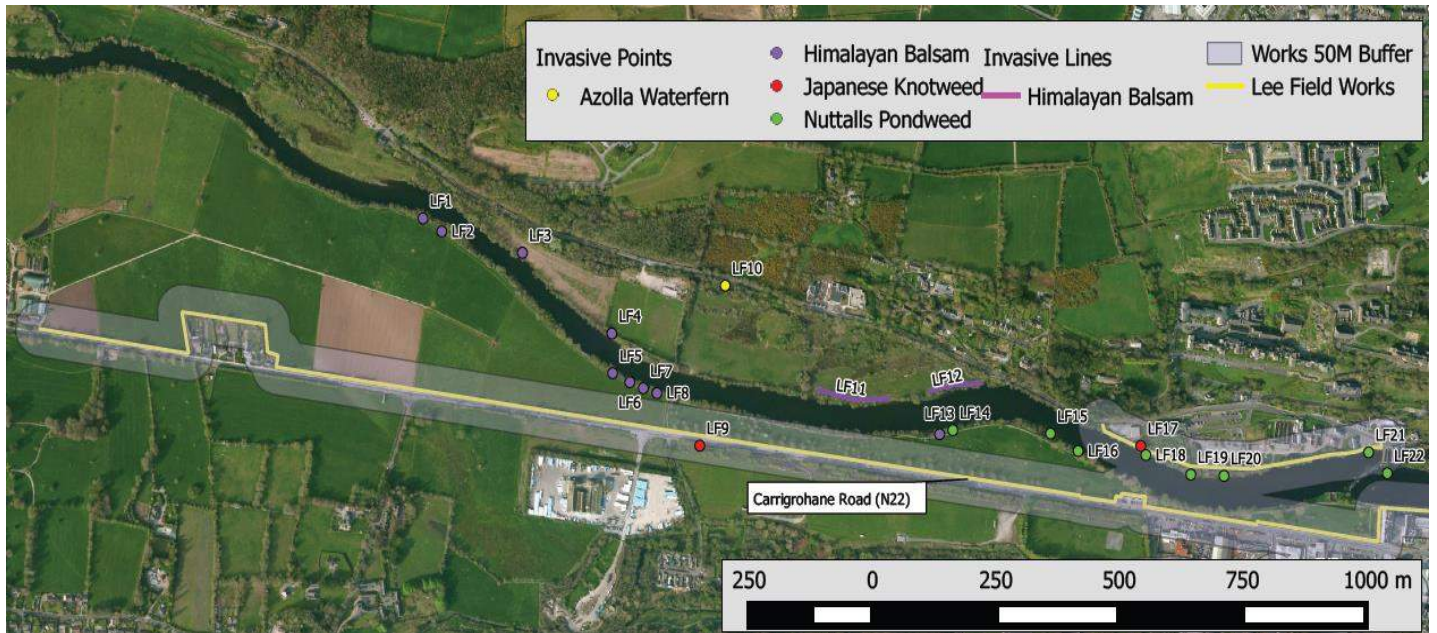 Invasive Points
Azolla Waterfern
Himalayan Balsam
Japanese Knotweed
Nuttalls Pondweed
Invasive Lines
Himalayan Balsam
Works 50M Buffer
Lee Field Works
LF1
LF2
LF3
LF10
LF4
LF5
LF7
LF6
LF8
LF11
LF12
LF13
LF14
LF15
LF9
LF16
LF17
LF18
LF19
LF20
LF21
LF22
Carrigrohane Road (N22)
250 0 250 500 750 1000 m